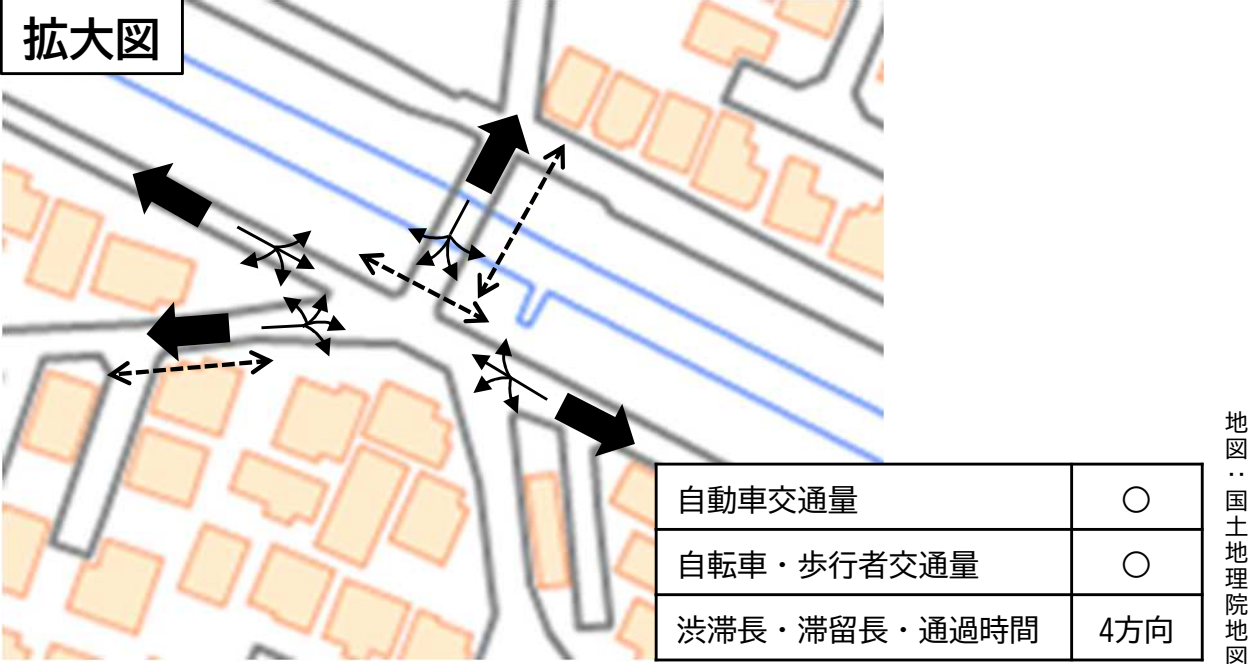 拡大図
自動車交通量 ○
自転車・歩行者交通量 ○
渋滞長・滞留長・通過時間 4方向
地図：国土地理院地図